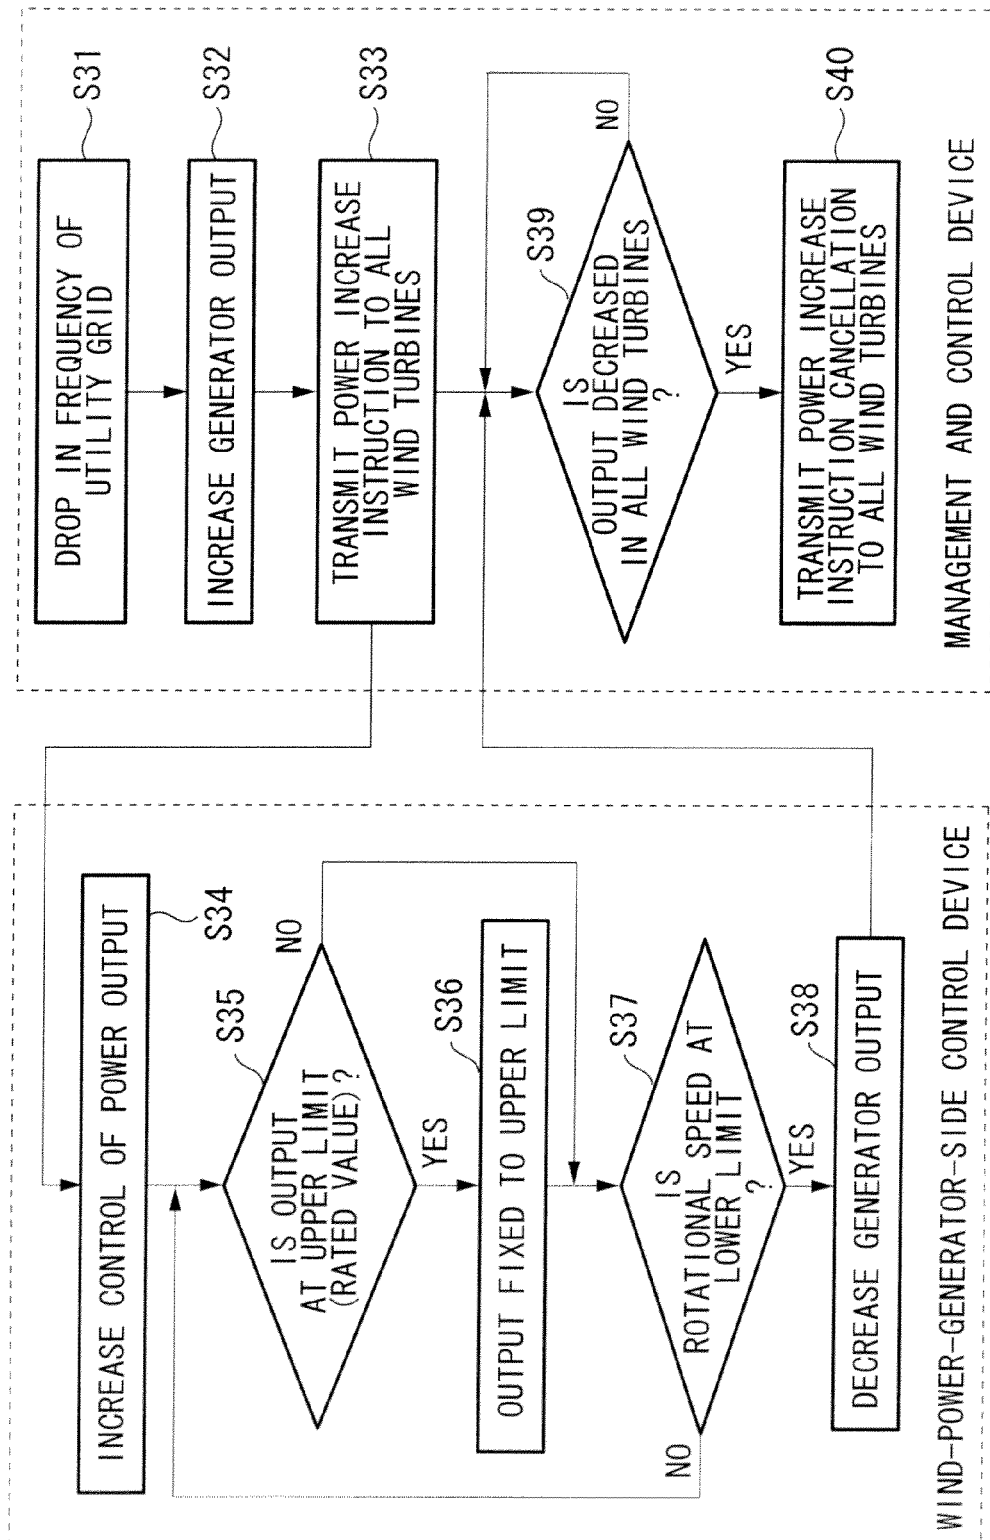 S31
DROP IN FREQUENCY OF
UTILITY GRID
S32
INCREASE GENERATOR OUTPUT
S33
TRANSMIT POWER INCREASE
INSTRUCTION TO ALL
WIND TURBINES
S39
IS
OUTPUT DECREASED
IN ALL WIND TURBINES
?
NO
YES
S40
TRANSMIT POWER INCREASE
INSTRUCTION CANCELLATION
TO ALL WIND TURBINES
MANAGEMENT AND CONTROL DEVICE
INCREASE CONTROL OF POWER OUTPUT
S34
S35
IS OUTPUT
AT UPPER LIMIT
(RATED VALUE)?
NO
YES
S36
OUTPUT FIXED TO UPPER LIMIT
S37
IS
ROTATIONAL SPEED AT
LOWER LIMIT
?
NO
YES
S38
DECREASE GENERATOR OUTPUT
WIND-POWER-GENERATOR-SIDE CONTROL DEVICE